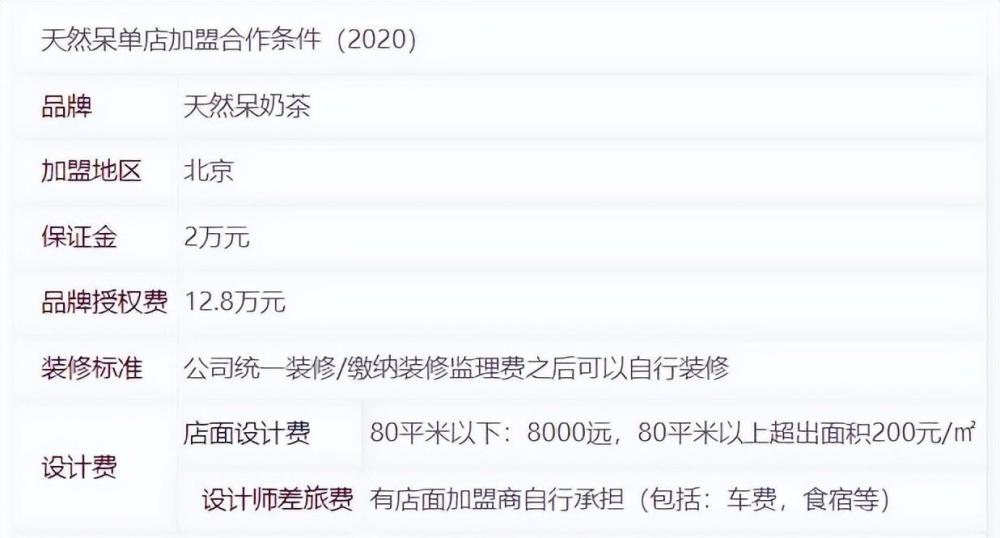 天然呆单店加盟合作条件（2020）
品牌 天然呆奶茶
加盟地区 北京
保证金 2万元
品牌授权费 12.8万元
装修标准 公司统一装修/缴纳装修监理费之后可以自行装修
设计费 店面设计费 80平米以下：8000远，80平米以上超出面积200元/㎡
设计师差旅费 有店面加盟商自行承担（包括：车费，食宿等）